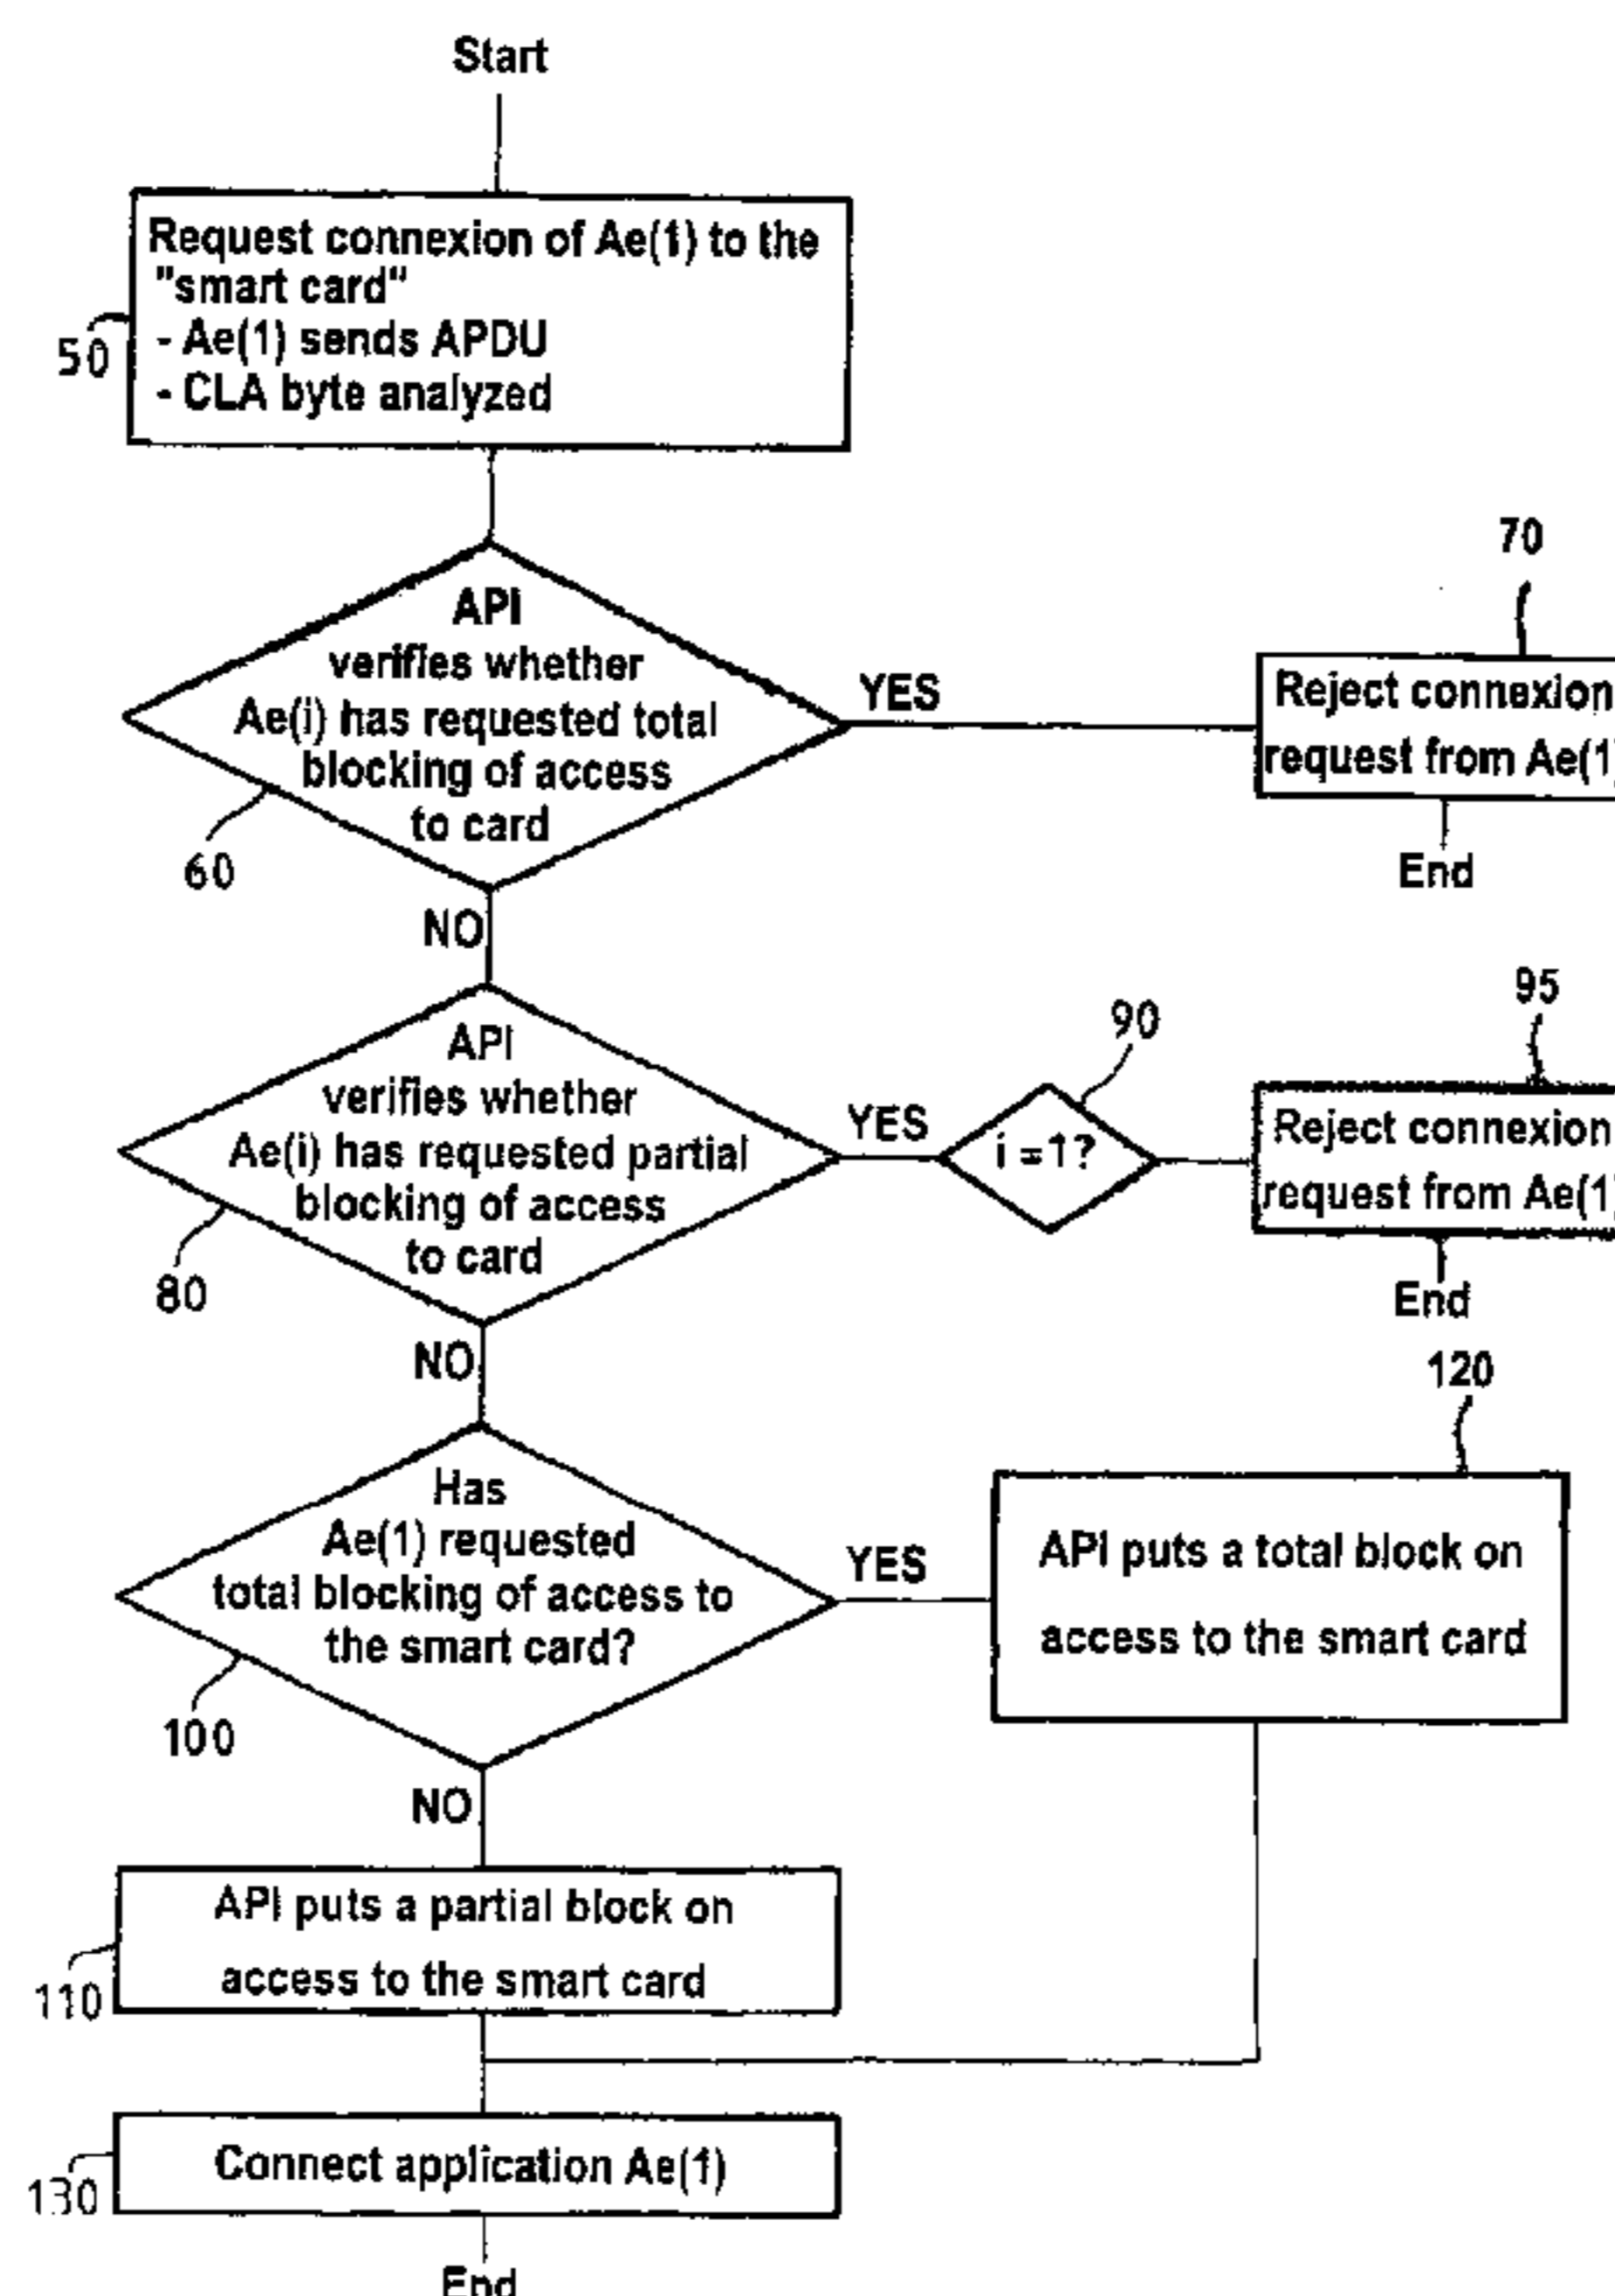 Start
Request connexion of Ae(1) to the
"smart card"
- Ae(1) sends APDU
- CLA byte analyzed
50
API
verifies whether
Ae(i) has requested total
blocking of access
to card
60
YES
70
Reject connexion
request from Ae(1)
End
NO
API
verifies whether
Ae(i) has requested partial
blocking of access
to card
80
YES
90
i = 1?
95
Reject connexion
request from Ae(1)
End
NO
Has
Ae(1) requested
total blocking of access to
the smart card?
100
YES
120
API puts a total block on
access to the smart card
NO
API puts a partial block on
access to the smart card
110
Connect application Ae(1)
130
End